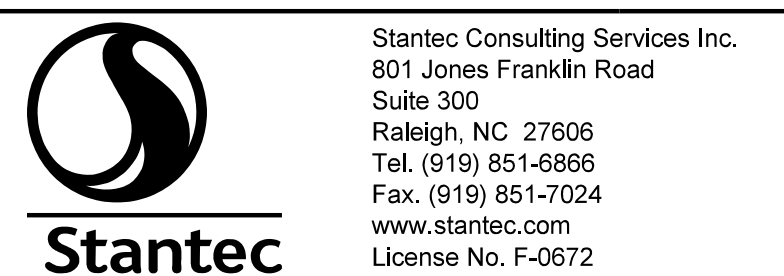 Stantec
Stantec Consulting Services Inc.
801 Jones Franklin Road
Suite 300
Raleigh, NC  27606
Tel. (919) 851-6866
Fax. (919) 851-7024
www.stantec.com
License No. F-0672